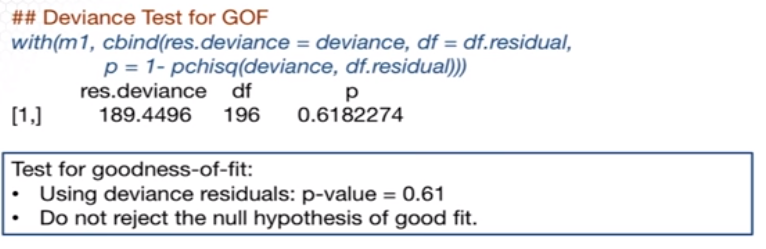 ## Deviance Test for GOF
with(m1, cbind(res.deviance = deviance, df = df.residual,
p = 1- pchisq(deviance, df.residual)))
res.deviance df p
[1,] 189.4496 196 0.6182274
Test for goodness-of-fit:
• Using deviance residuals: p-value = 0.61
• Do not reject the null hypothesis of good fit.